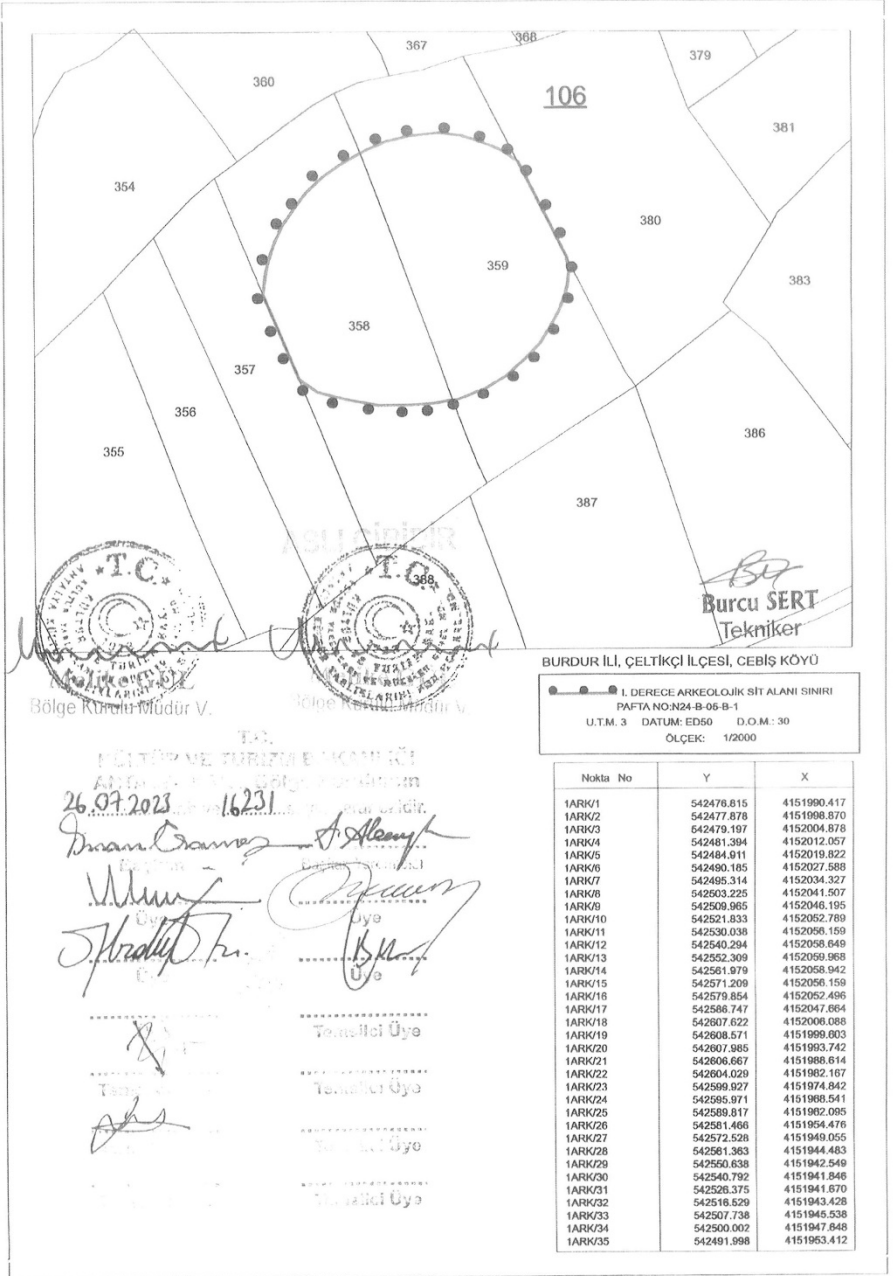 367
368
379
360
106
381
354
380
359
383
358
357
356
386
355
387
ASLI GİBİDİR
T.C.
T.C.
388
Burcu SERT
Tekniker
BURDUR İLİ, ÇELTİKÇİ İLÇESİ, CEBİŞ KÖYÜ
Bölge Kurulu Müdür V.
Bölge Kurulu Müdür V.
I. DERECE ARKEOLOJİK SİT ALANI SINIRI
PAFTA NO:N24-B-05-B-1
U.T.M. 3 DATUM: ED50 D.O.M.: 30
ÖLÇEK: 1/2000
T.C.
KÜLTÜR VE TURİZM BAKANLIĞI
26.07.2023 16231
Üye
Üye
Üye
Üye
Temsilci Üye
Temsilci Üye
Temsilci Üye
Temsilci Üye
Nokta No Y X
1ARK/1 542476.815 4151990.417
1ARK/2 542477.878 4151998.870
1ARK/3 542479.197 4152004.878
1ARK/4 542481.394 4152012.057
1ARK/5 542484.911 4152019.822
1ARK/6 542490.185 4152027.588
1ARK/7 542495.314 4152034.327
1ARK/8 542503.225 4152041.507
1ARK/9 542509.965 4152046.195
1ARK/10 542521.833 4152052.789
1ARK/11 542530.038 4152056.159
1ARK/12 542540.294 4152058.649
1ARK/13 542552.309 4152059.968
1ARK/14 542561.979 4152058.942
1ARK/15 542571.209 4152056.159
1ARK/16 542579.854 4152052.496
1ARK/17 542586.747 4152047.664
1ARK/18 542607.622 4152006.088
1ARK/19 542608.571 4151999.603
1ARK/20 542607.985 4151993.742
1ARK/21 542606.667 4151988.614
1ARK/22 542604.029 4151982.167
1ARK/23 542599.927 4151974.842
1ARK/24 542595.971 4151968.541
1ARK/25 542589.817 4151962.095
1ARK/26 542581.466 4151954.476
1ARK/27 542572.528 4151949.055
1ARK/28 542561.363 4151944.483
1ARK/29 542550.638 4151942.549
1ARK/30 542540.792 4151941.846
1ARK/31 542526.375 4151941.670
1ARK/32 542516.529 4151943.428
1ARK/33 542507.738 4151945.538
1ARK/34 542500.002 4151947.848
1ARK/35 542491.998 4151953.412